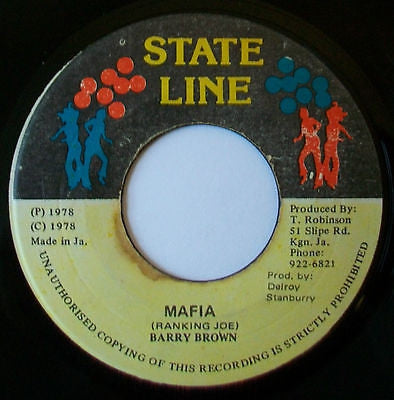 STATE
LINE
(P) 1978
(C) 1978
Made in Ja.
Produced By:
T. Robinson
51 Slipe Rd.
Kgn. Ja.
Phone:
922-6821
Prod, by:
Delroy
Stanburry
MAFIA
(RANKING JOE)
BARRY BROWN
UNAUTHORISED COPYING OF THIS RECORDING IS STRICTLY PROHIBITED